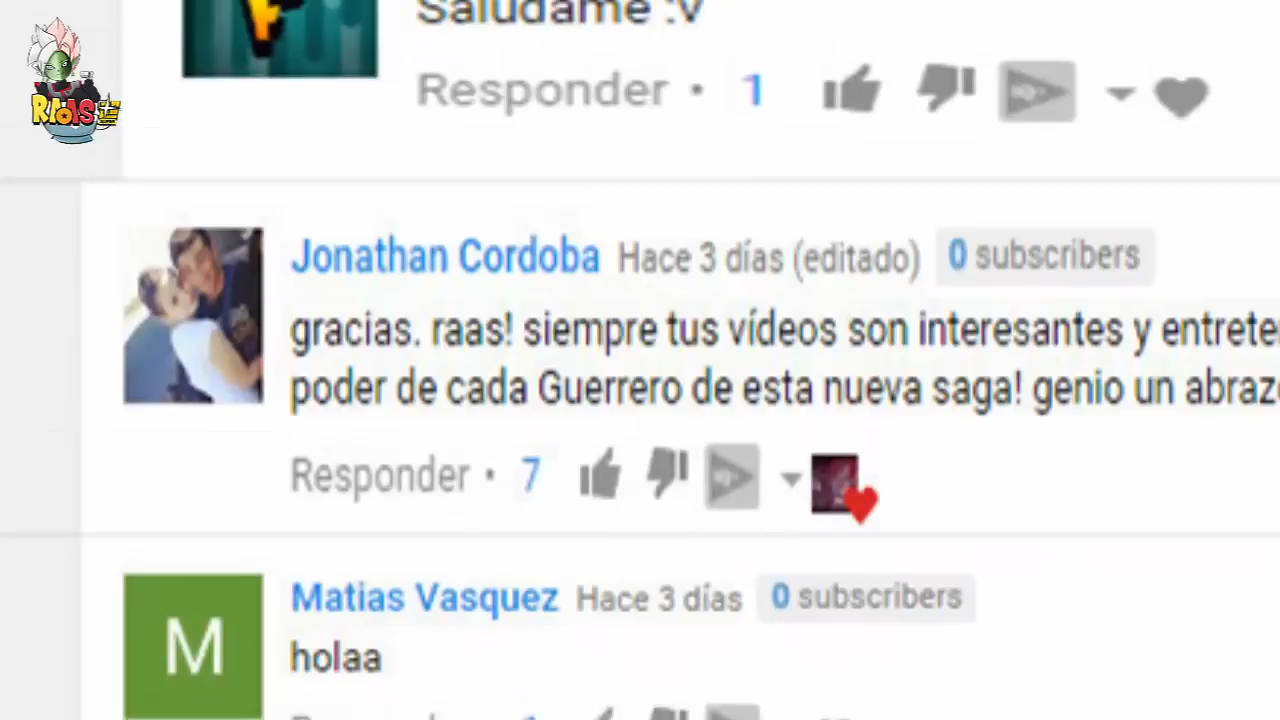 Saludame :v
Responder • 1
Jonathan Cordoba Hace 3 días (editado) 0 subscribers
gracias. raas! siempre tus vídeos son interesantes y
poder de cada Guerrero de esta nueva saga! genio un
Responder • 7
M
Matias Vasquez Hace 3 días 0 subscribers
holaa